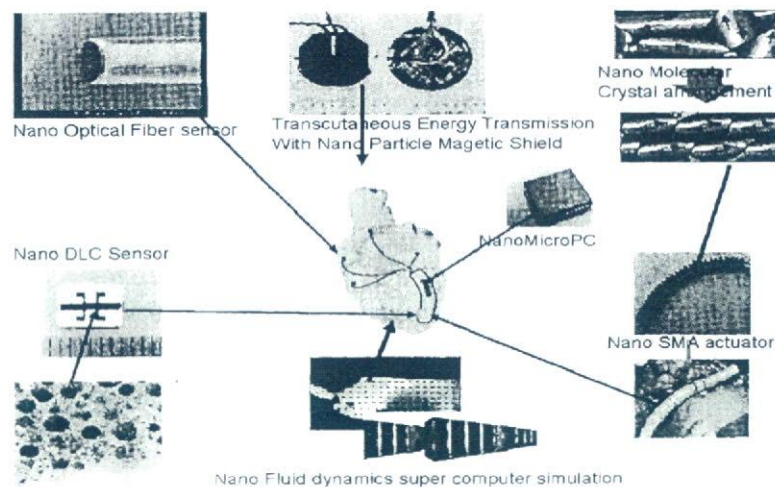 Nano Optical Fiber sensor
Transcutaneous Energy Transmission
With Nano Particle Magetic Shield
Nano Molecular
Crystal arrangement
NanoMicroPC
Nano DLC Sensor
Nano SMA actuator
Nano Fluid dynamics super computer simulation